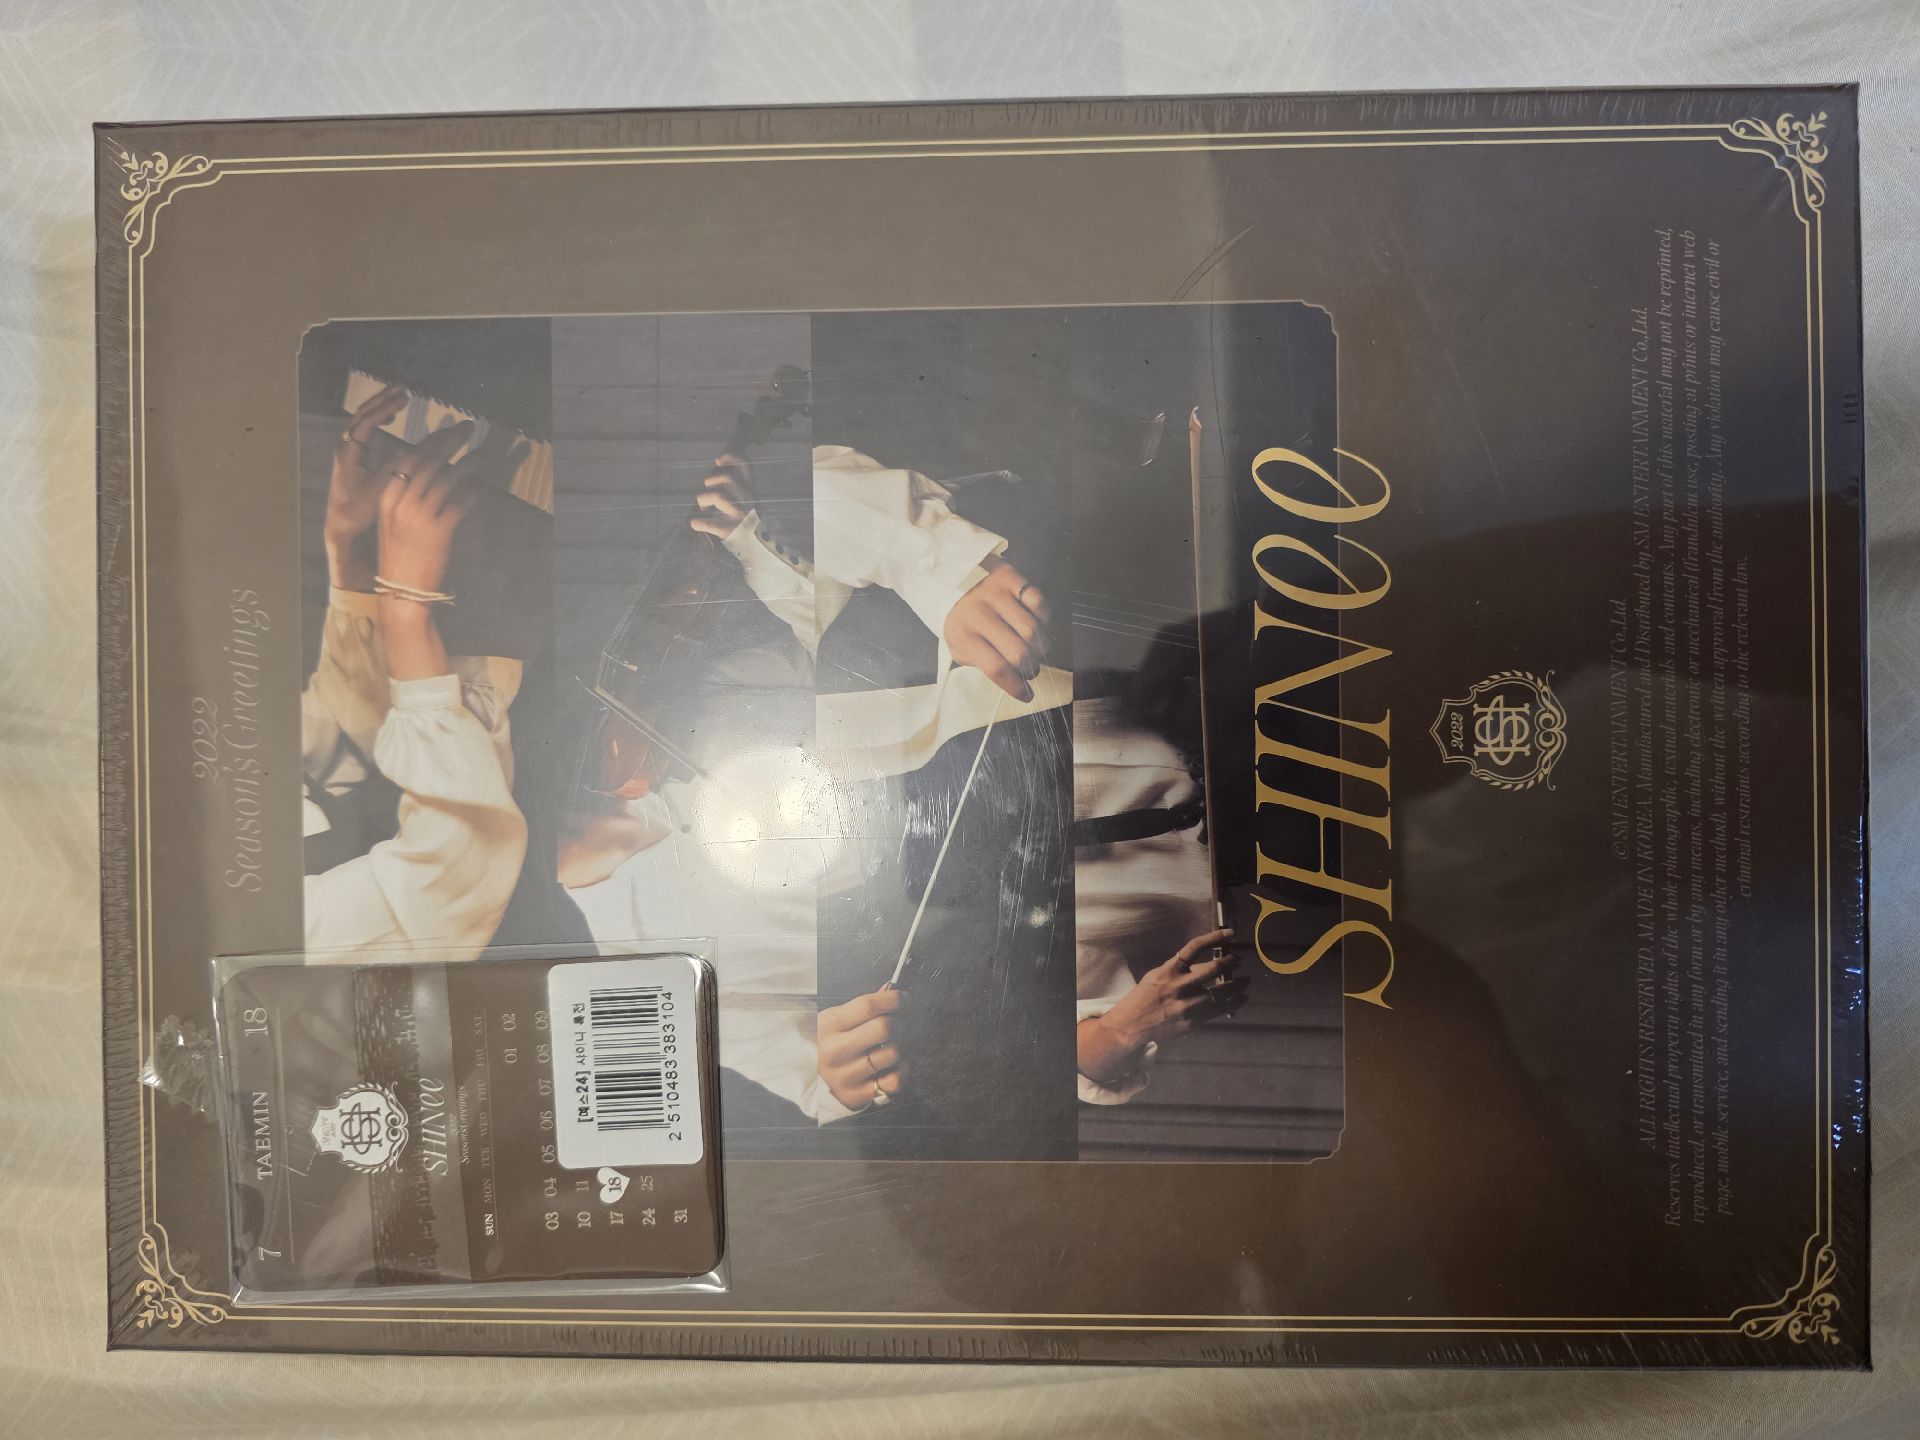 2022
Season's Greetings
SHINee
2022
©SM ENTERTAINMENT Co.,Ltd.
ALL RIGHTS RESERVED. MADE IN KOREA. Manufactured and Distributed by SM ENTERTAINMENT Co.,Ltd.
Reserves intellectual property rights of the whole photographic, textual materials and contents. Any part of this material may not be reprinted,
reproduced, or transmitted in any form or by any means, including electronic or mechanical (fraudulent use, posting at prints or internet web
page, mobile service, and sending it in any other method), without the written approval from the authority. Any violation may cause civil or
criminal restraints according to the relevant law.
7 TAEMIN 18
SHINee
2022
Season's Greetings
SUN MON TUE WED THU FRI SAT
01 02
03 04 05 06 07 08 09
10 11
17 18
24 25
31
[예스24] 샤이니 특전
2 510483 383104